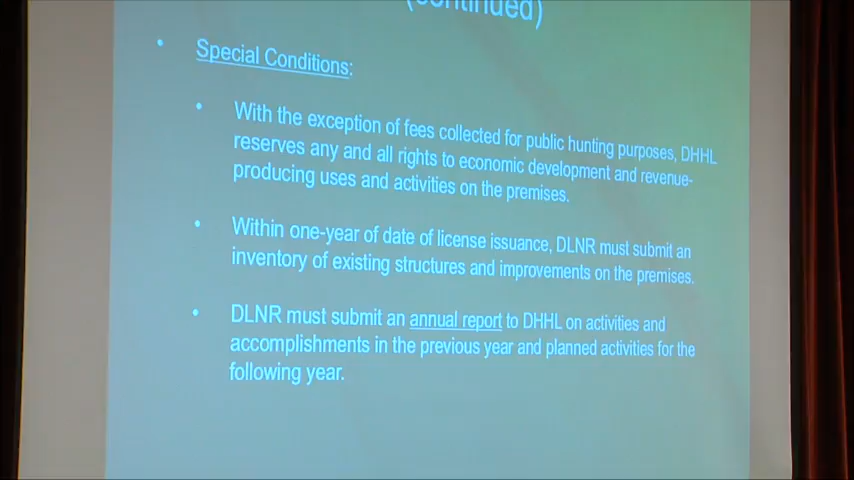 (continued)
• Special Conditions:
• With the exception of fees collected for public hunting purposes, DHHL
reserves any and all rights to economic development and revenue-
producing uses and activities on the premises.
• Within one-year of date of license issuance, DLNR must submit an
inventory of existing structures and improvements on the premises.
• DLNR must submit an annual report to DHHL on activities and
accomplishments in the previous year and planned activities for the
following year.